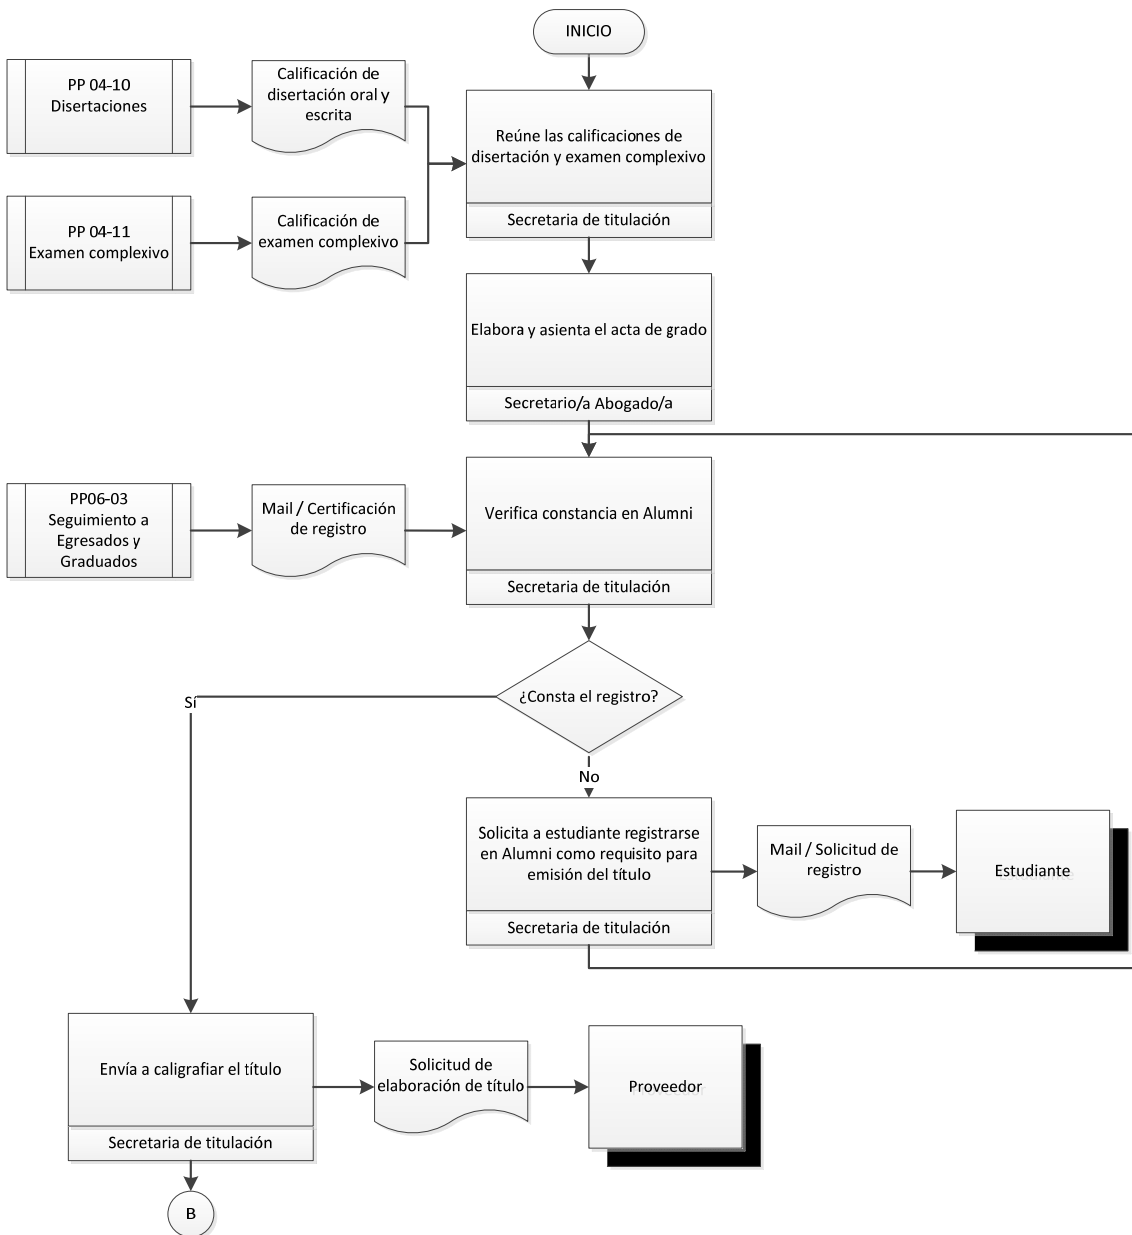 INICIO
PP 04-10
Disertaciones
Calificación de
disertación oral y
escrita
Reúne las calificaciones de
disertación y examen complexivo
Secretaria de titulación
PP 04-11
Examen complexivo
Calificación de
examen complexivo
Elabora y asienta el acta de grado
Secretario/a Abogado/a
PP06-03
Seguimiento a
Egresados y
Graduados
Mail / Certificación
de registro
Verifica constancia en Alumni
Secretaria de titulación
¿Consta el registro?
Sí
No
Solicita a estudiante registrarse
en Alumni como requisito para
emisión del título
Secretaria de titulación
Mail / Solicitud de
registro
Estudiante
Envía a caligrafiar el título
Secretaria de titulación
Solicitud de
elaboración de título
Proveedor
B